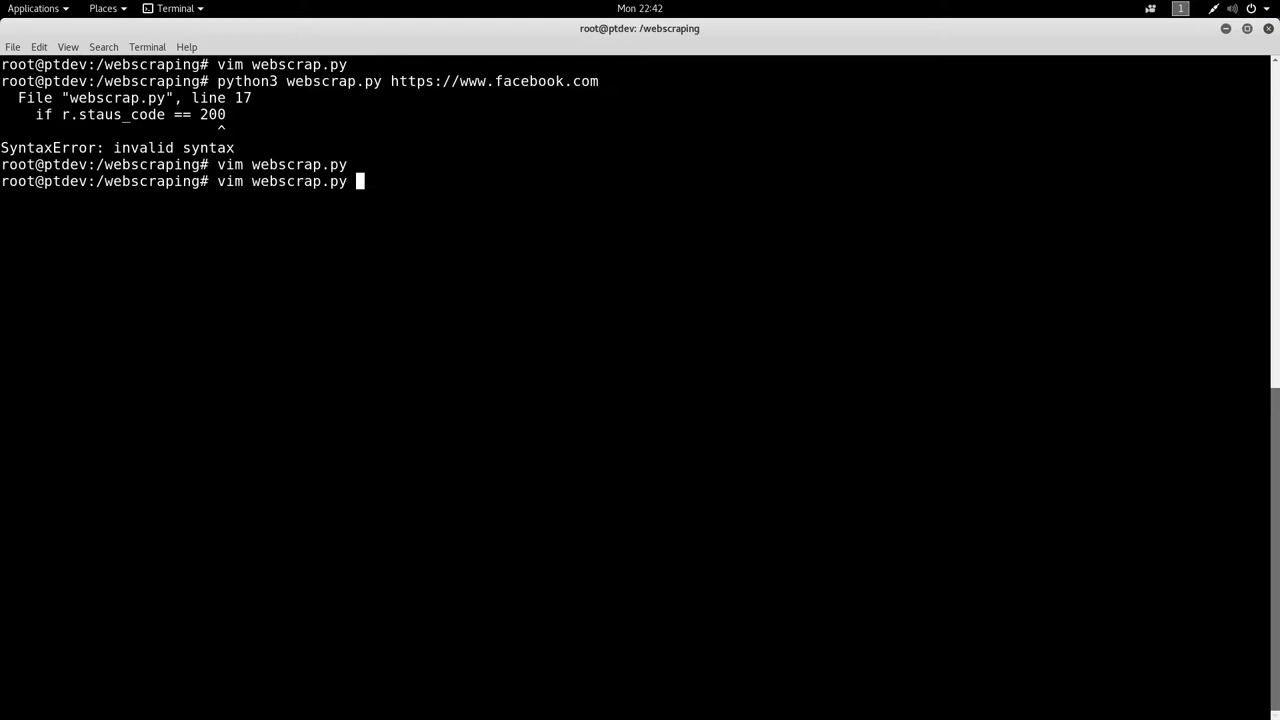 Applications Places Terminal Mon 22:42 1
root@ptdev: /webscraping
File Edit View Search Terminal Help
root@ptdev:/webscraping# vim webscrap.py
root@ptdev:/webscraping# python3 webscrap.py https://www.facebook.com
  File "webscrap.py", line 17
    if r.staus_code == 200
                         ^
SyntaxError: invalid syntax
root@ptdev:/webscraping# vim webscrap.py
root@ptdev:/webscraping# vim webscrap.py